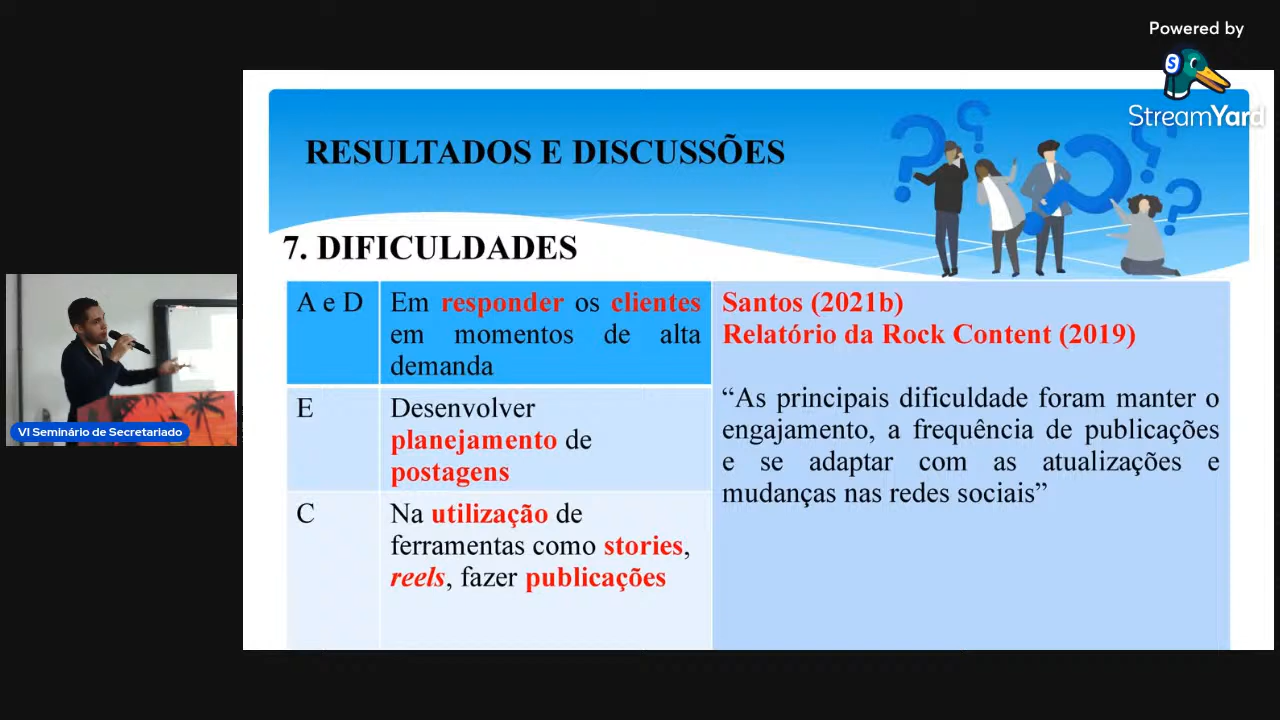 Powered by
StreamYard
RESULTADOS E DISCUSSÕES
7. DIFICULDADES
A e D
Em responder os clientes
em momentos de alta
demanda
E
Desenvolver
planejamento de
postagens
C
Na utilização de
ferramentas como stories,
reels, fazer publicações
Santos (2021b)
Relatório da Rock Content (2019)
“As principais dificuldade foram manter o
engajamento, a frequência de publicações
e se adaptar com as atualizações e
mudanças nas redes sociais”
VI Seminário de Secretariado